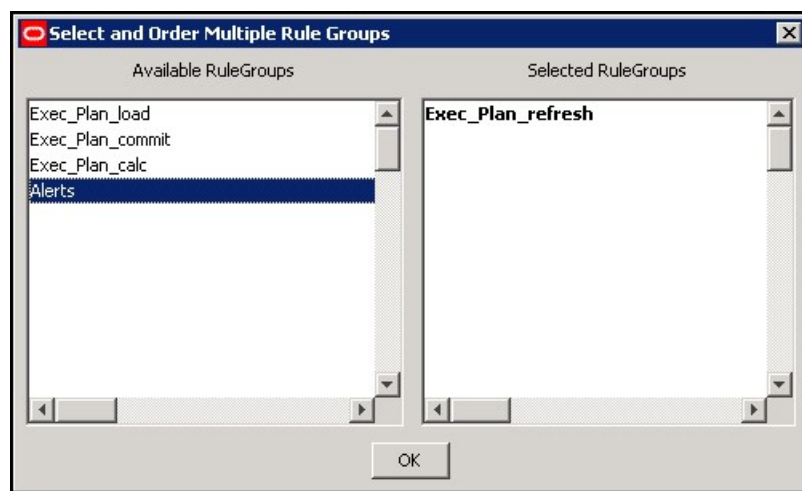 Select and Order Multiple Rule Groups
Available RuleGroups
Selected RuleGroups
Exec_Plan_load
Exec_Plan_commit
Exec_Plan_calc
Alerts
Exec_Plan_refresh
OK